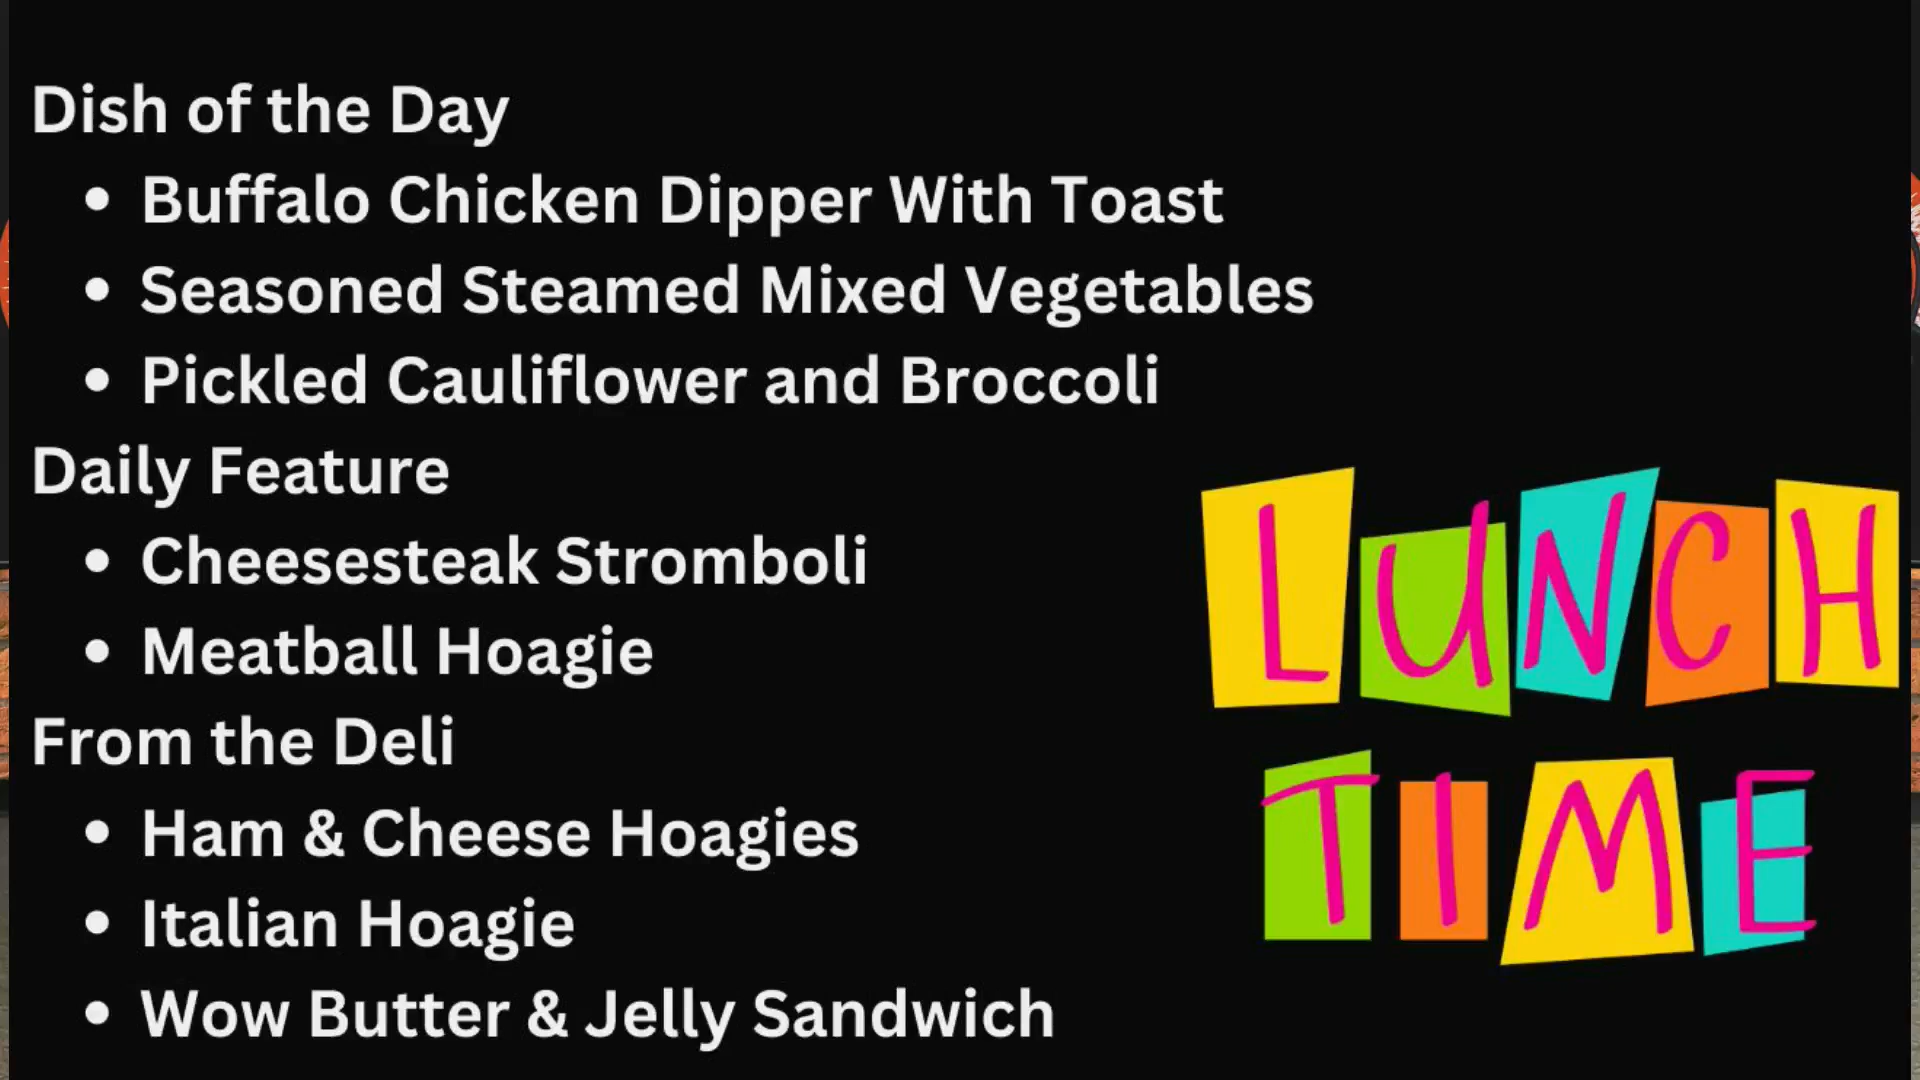 Dish of the Day
• Buffalo Chicken Dipper With Toast
• Seasoned Steamed Mixed Vegetables
• Pickled Cauliflower and Broccoli
Daily Feature
• Cheesesteak Stromboli
• Meatball Hoagie
From the Deli
• Ham & Cheese Hoagies
• Italian Hoagie
• Wow Butter & Jelly Sandwich
LUNCH
TIME